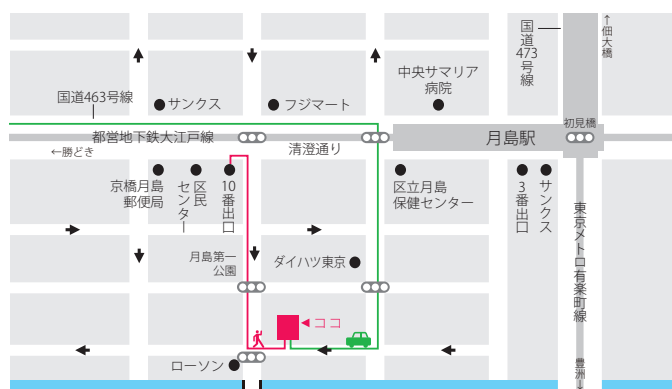 国道463号線
サンクス
フジマート
中央サマリア
病院
国道473号線
↑佃大橋
初見橋
都営地下鉄大江戸線
←勝どき
清澄通り
月島駅
京橋月島
郵便局
区民
センター
10番出口
区立月島
保健センター
3番出口
サンクス
東京メトロ有楽町線
月島第一
公園
ダイハツ東京
ココ
ローソン
豊洲→